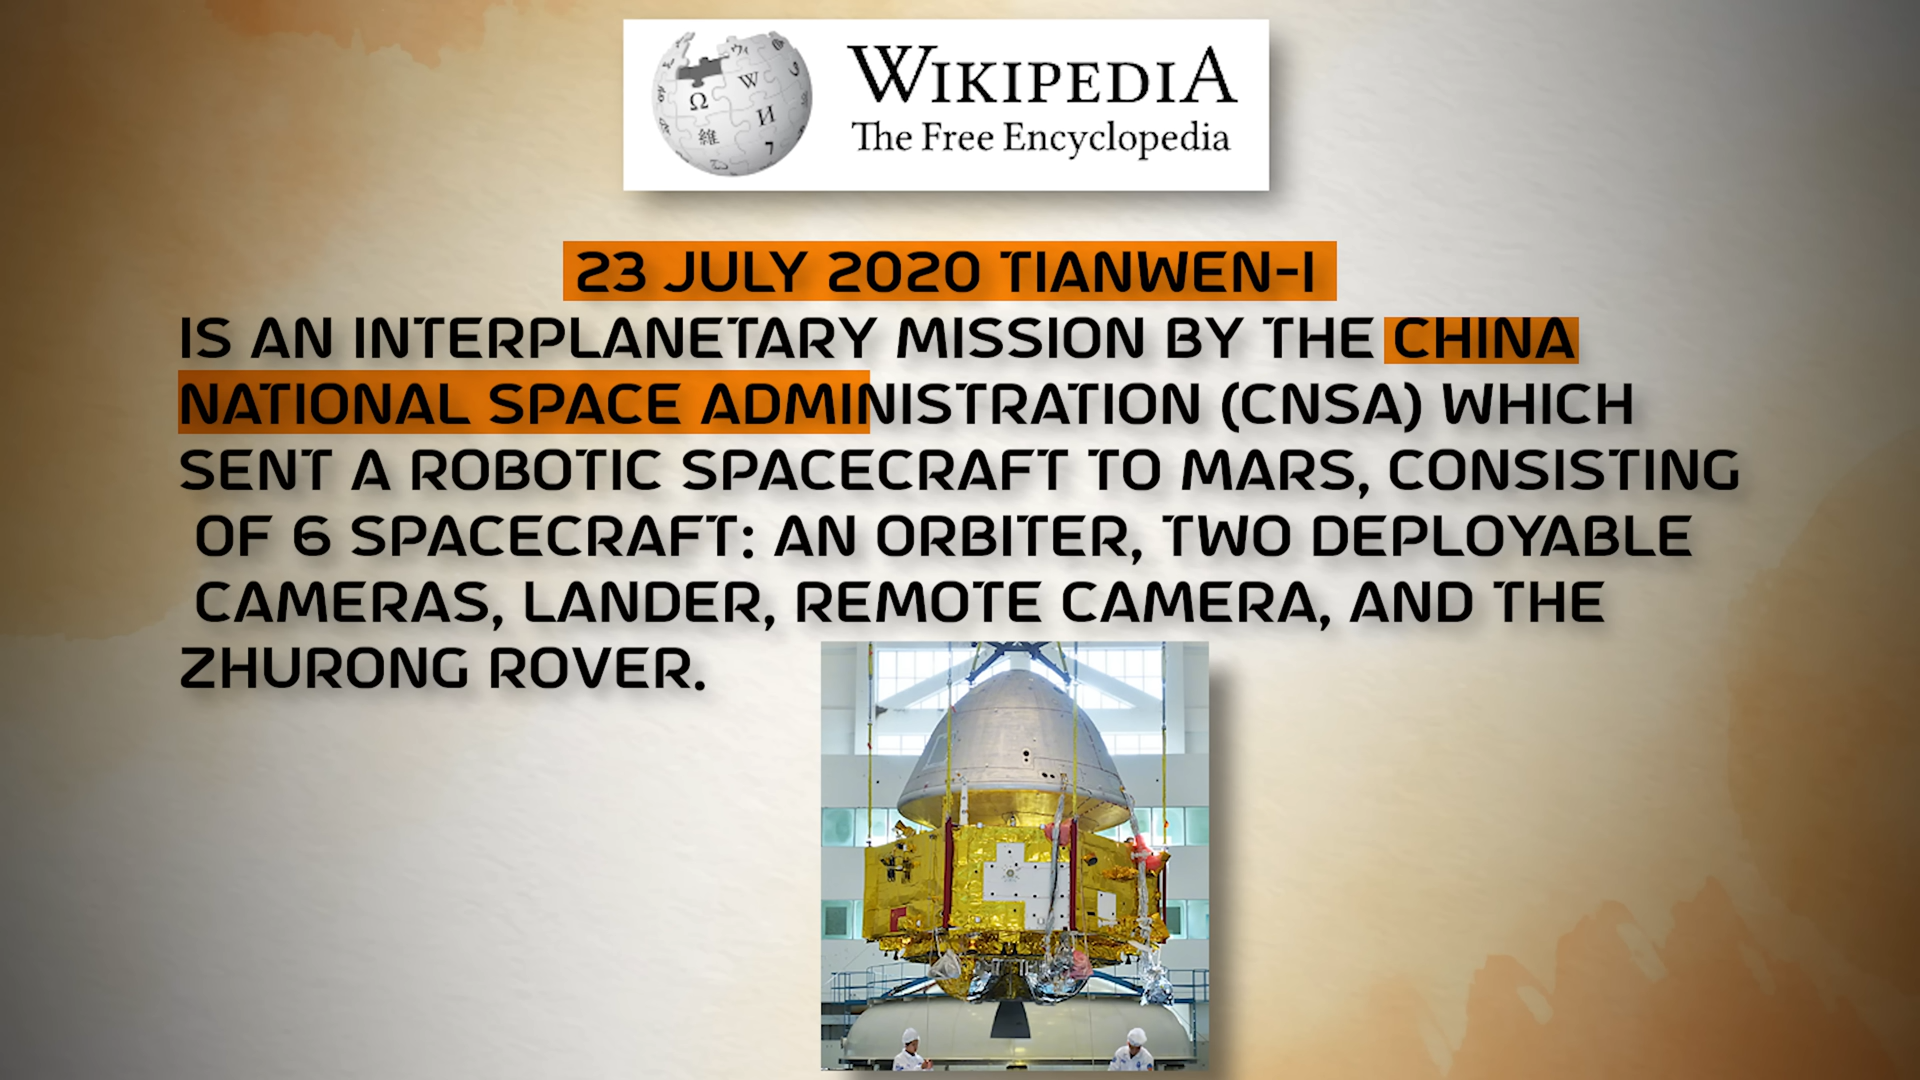 WIKIPEDIA
The Free Encyclopedia
23 JULY 2020 TIANWEN-I
IS AN INTERPLANETARY MISSION BY THE CHINA
NATIONAL SPACE ADMINISTRATION (CNSA) WHICH
SENT A ROBOTIC SPACECRAFT TO MARS, CONSISTING
OF 6 SPACECRAFT: AN ORBITER, TWO DEPLOYABLE
CAMERAS, LANDER, REMOTE CAMERA, AND THE
ZHURONG ROVER.